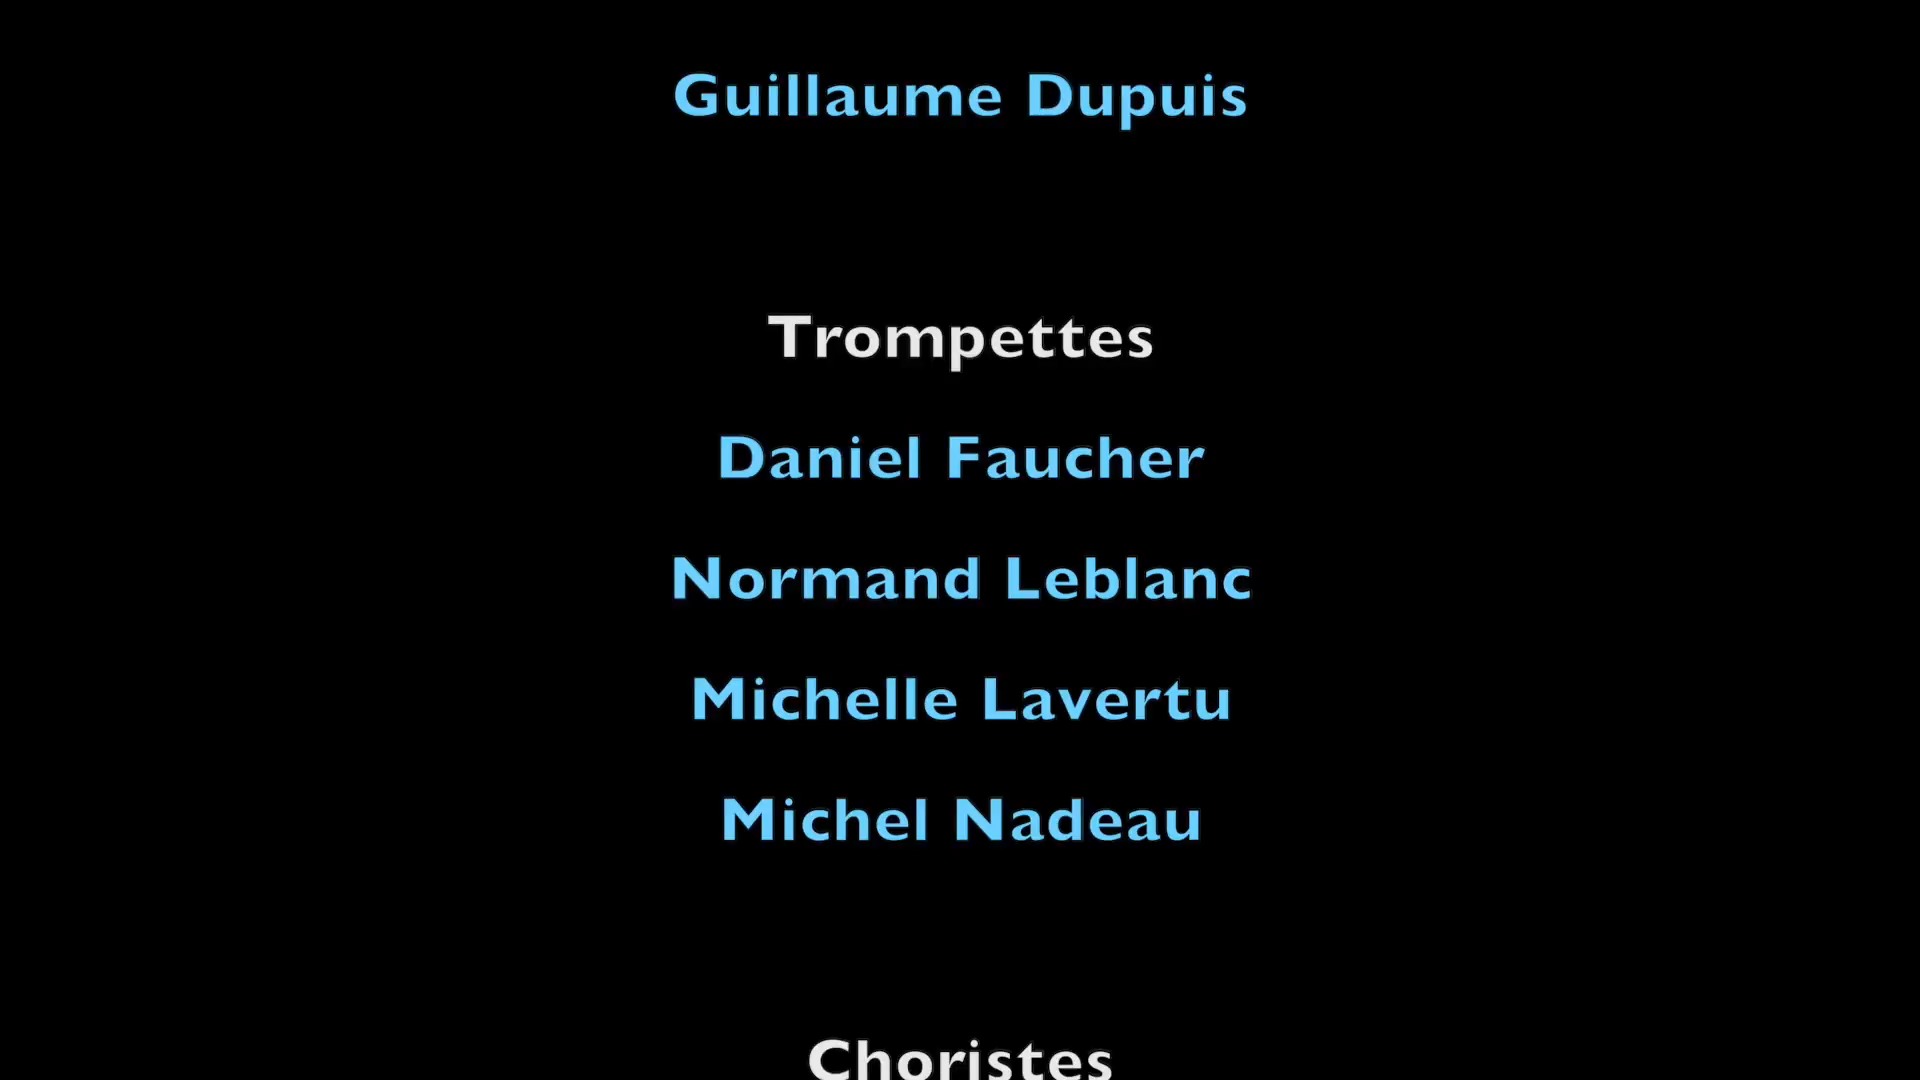 Guillaume Dupuis
Trompettes
Daniel Faucher
Normand Leblanc
Michelle Lavertu
Michel Nadeau
Choristes